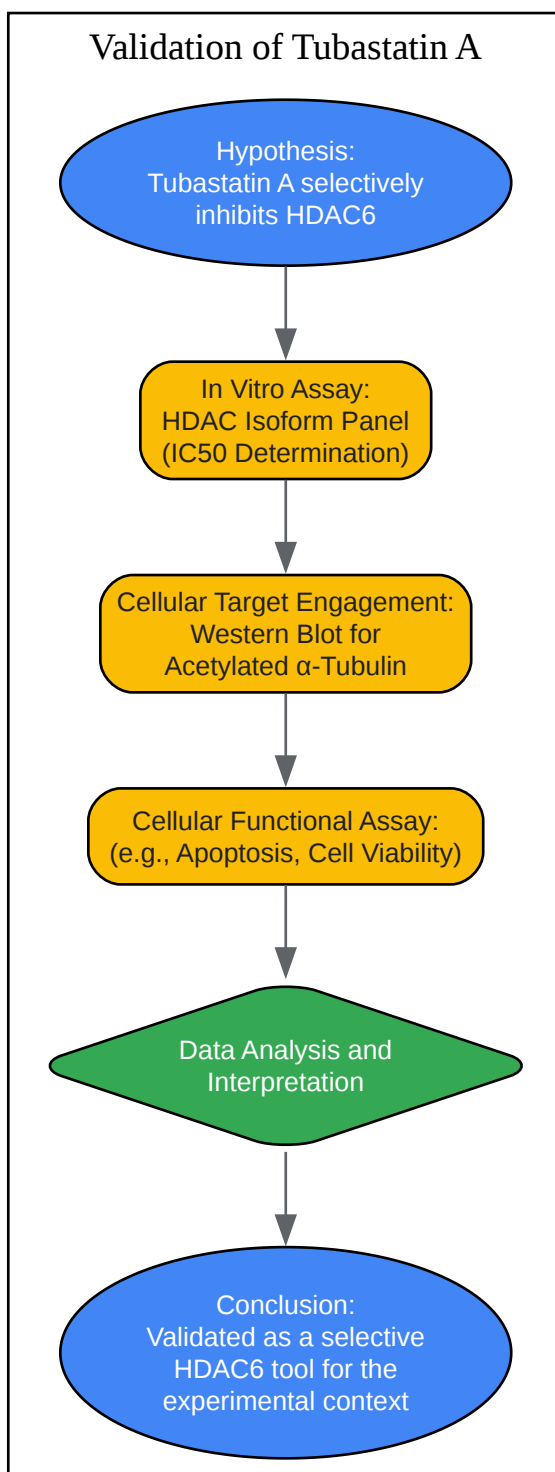 Validation of Tubastatin A
Hypothesis:
Tubastatin A selectively
inhibits HDAC6
In Vitro Assay:
HDAC Isoform Panel
(IC50 Determination)
Cellular Target Engagement:
Western Blot for
Acetylated α-Tubulin
Cellular Functional Assay:
(e.g., Apoptosis, Cell Viability)
Data Analysis and
Interpretation
Conclusion:
Validated as a selective
HDAC6 tool for the
experimental context